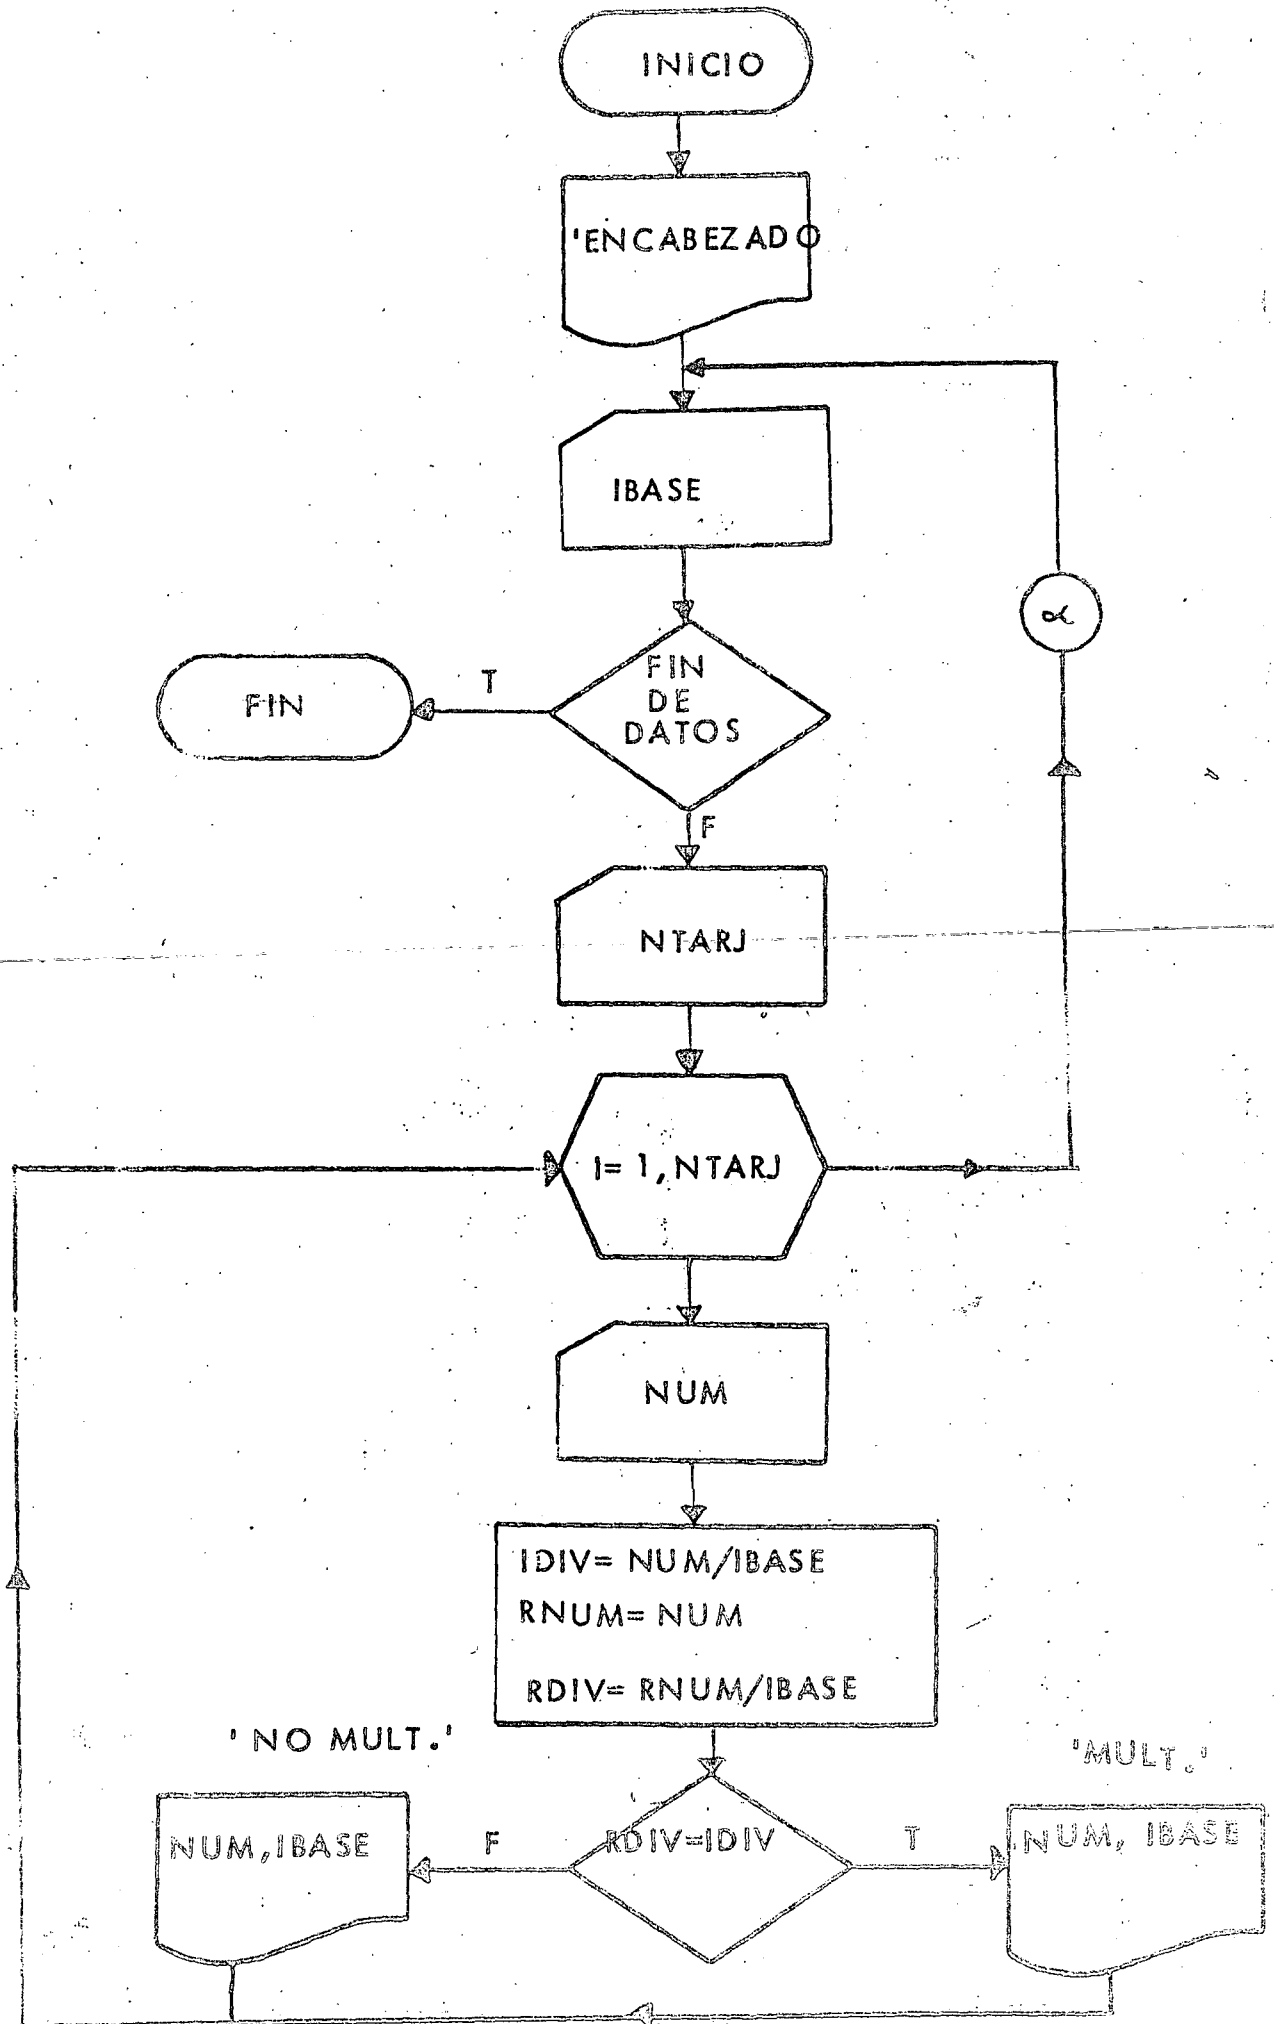 INICIO
'ENCABEZADO
IBASE
∝
FIN
DE
DATOS
T
FIN
F
NTARJ
I= 1, NTARJ
NUM
IDIV= NUM/IBASE
RNUM= NUM
RDIV= RNUM/IBASE
'NO MULT.'
'MULT.'
NUM, IBASE
F
RDIV=IDIV
T
NUM, IBASE